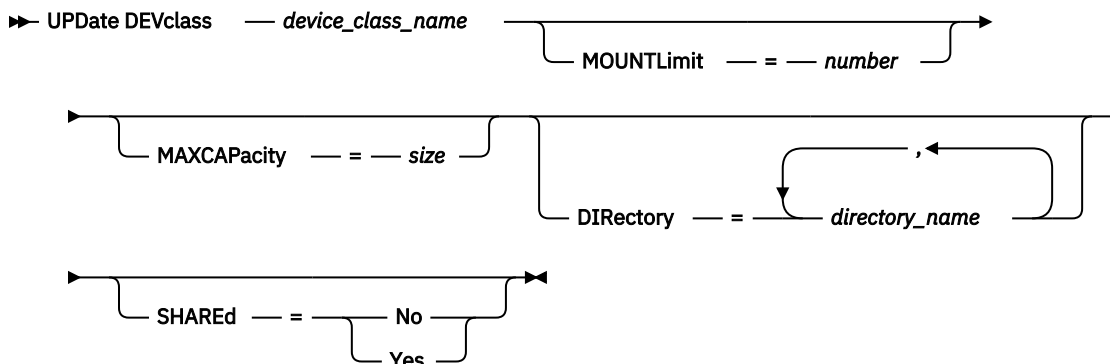 UPDate DEVclass device_class_name
MOUNTLimit = number
MAXCAPacity = size
,
DIRectory = directory_name
SHAREd = No
Yes